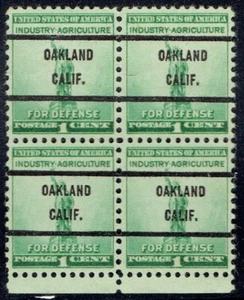 UNITED STATES OF AMERICA UNITED STATES OF AMERICA
INDUSTRY·AGRICULTURE INDUSTRY·AGRICULTURE
OAKLAND OAKLAND
CALIF. CALIF.
FOR DEFENSE FOR DEFENSE
POSTAGE 1 CENT POSTAGE 1 CENT
UNITED STATES OF AMERICA UNITED STATES OF AMERICA
INDUSTRY·AGRICULTURE INDUSTRY·AGRICULTURE
OAKLAND OAKLAND
CALIF. CALIF.
FOR DEFENSE FOR DEFENSE
POSTAGE 1 CENT POSTAGE 1 CENT